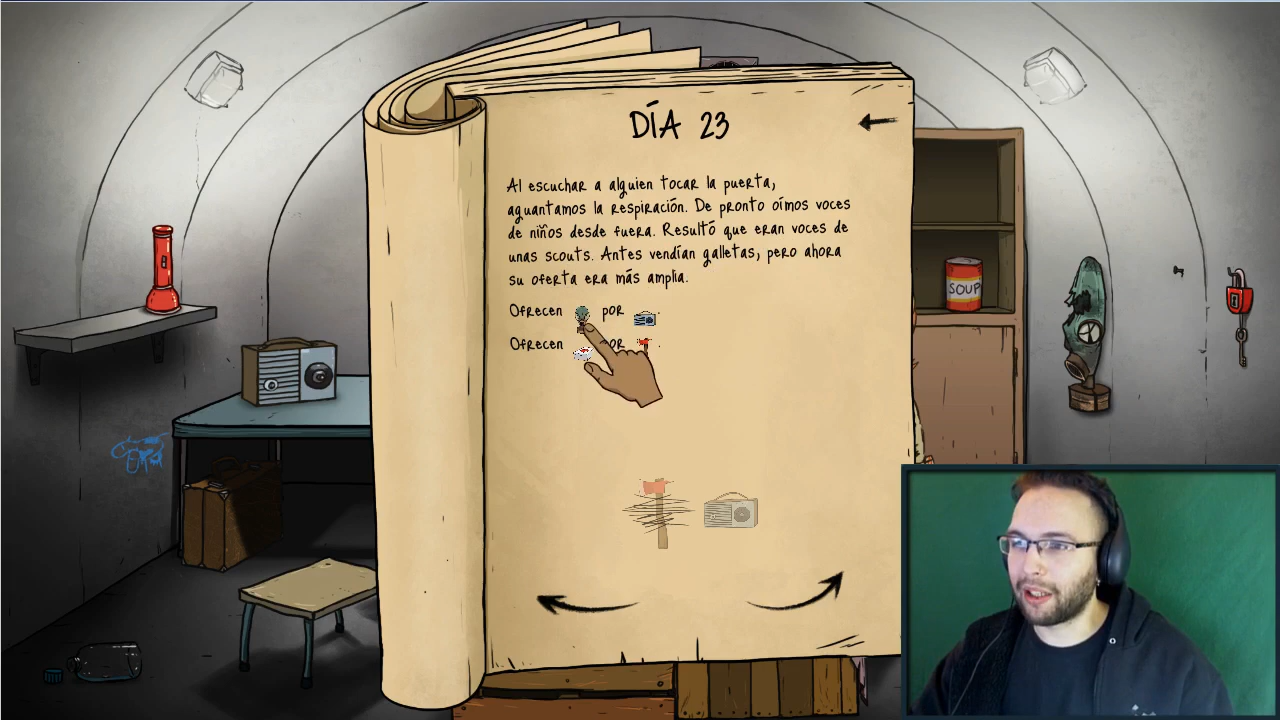 DÍA 23
Al escuchar a alguien tocar la puerta,
aguantamos la respiración. De pronto oímos voces
de niños desde fuera. Resultó que eran voces de
unas scouts. Antes vendían galletas, pero ahora
su oferta era más amplia.
Ofrecen por .
Ofrecen por .
SOUP